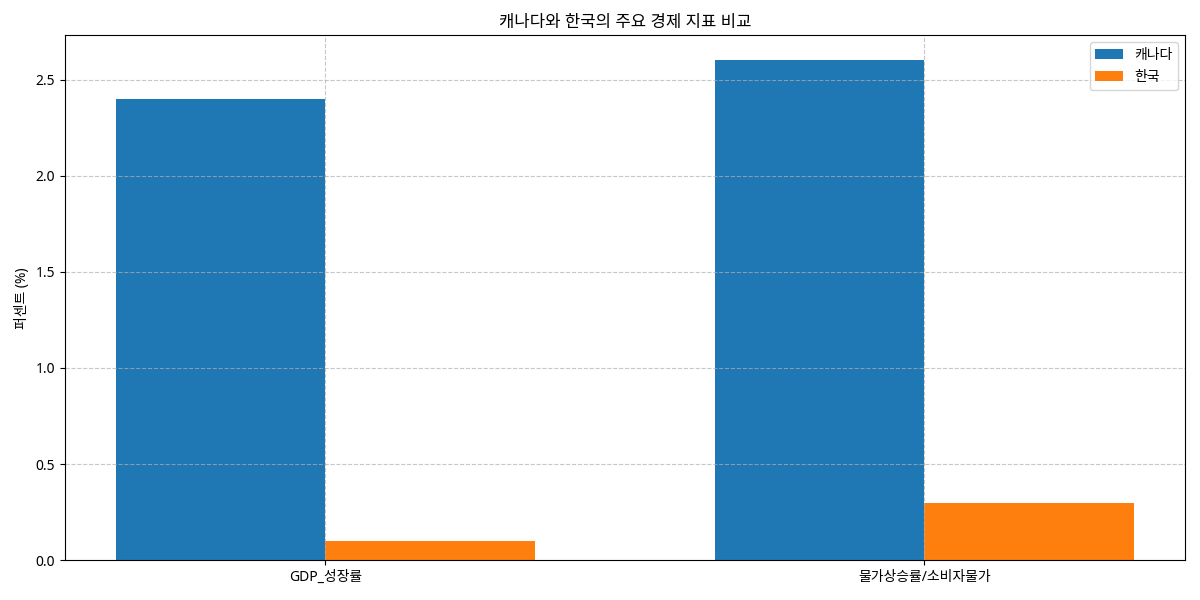 캐나다와 한국의 주요 경제 지표 비교
캐나다
한국
퍼센트 (%)
2.5
2.0
1.5
1.0
0.5
0.0
GDP_성장률
물가상승률/소비자물가